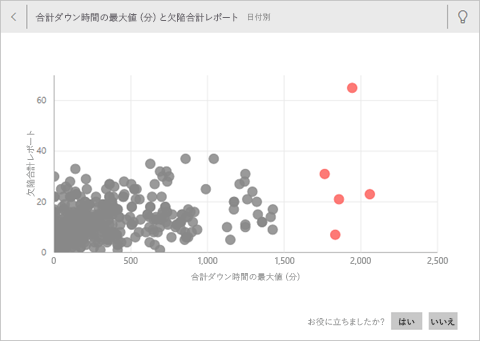 合計ダウン時間の最大値 (分) と欠陥合計レポート 日付別
欠陥合計レポート
60
40
20
0
0 500 1,000 1,500 2,000 2,500
合計ダウン時間の最大値 (分)
お役に立ちましたか? はい いいえ